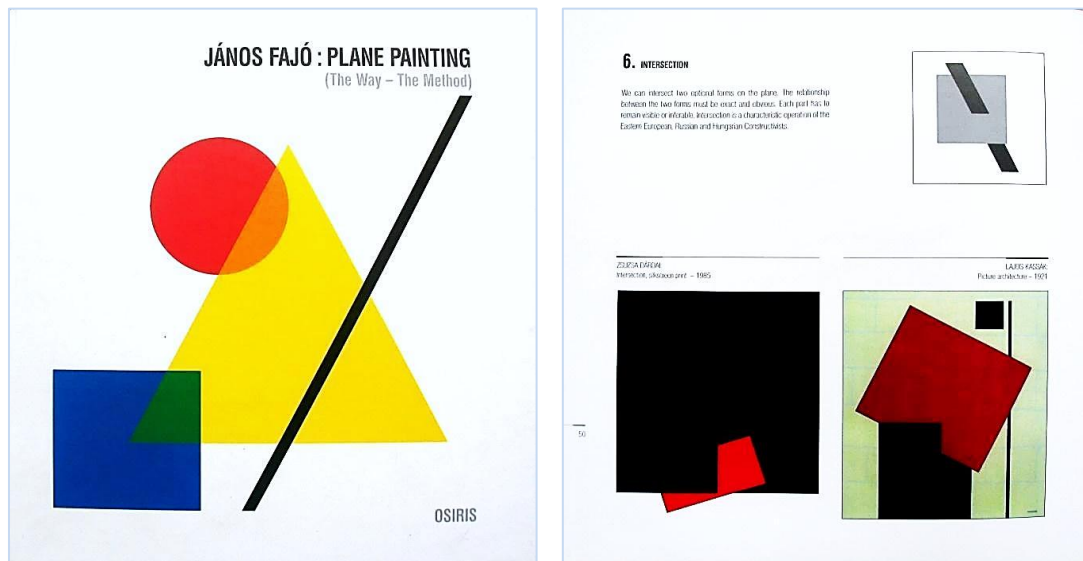 JÁNOS FAJÓ : PLANE PAINTING
(The Way – The Method)
OSIRIS
6. INTERSECTION
We can intersect two optional forms on the plane. The relationship
between the two forms must be exact and obvious. Each part has to
remain visible or inferable. Intersection is a characteristic operation of the
Eastern European, Russian and Hungarian Constructivists.
ZSUZSA DÁRDAI:
Intersection, silkscreen print – 1985
LAJOS KASSÁK:
Picture architecture – 1921
50